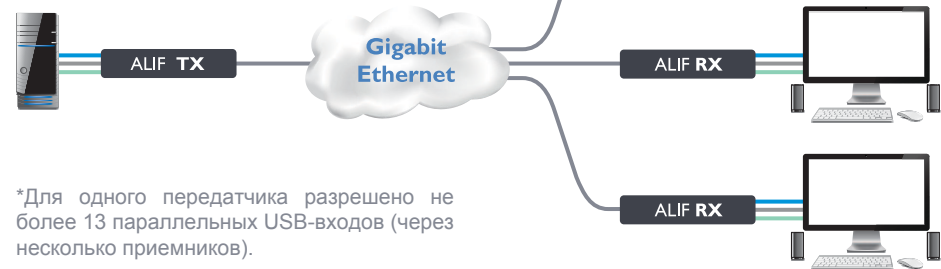 Gigabit
Ethernet
ALIF TX
ALIF RX
ALIF RX
*Для одного передатчика разрешено не
более 13 параллельных USB-входов (через
несколько приемников).